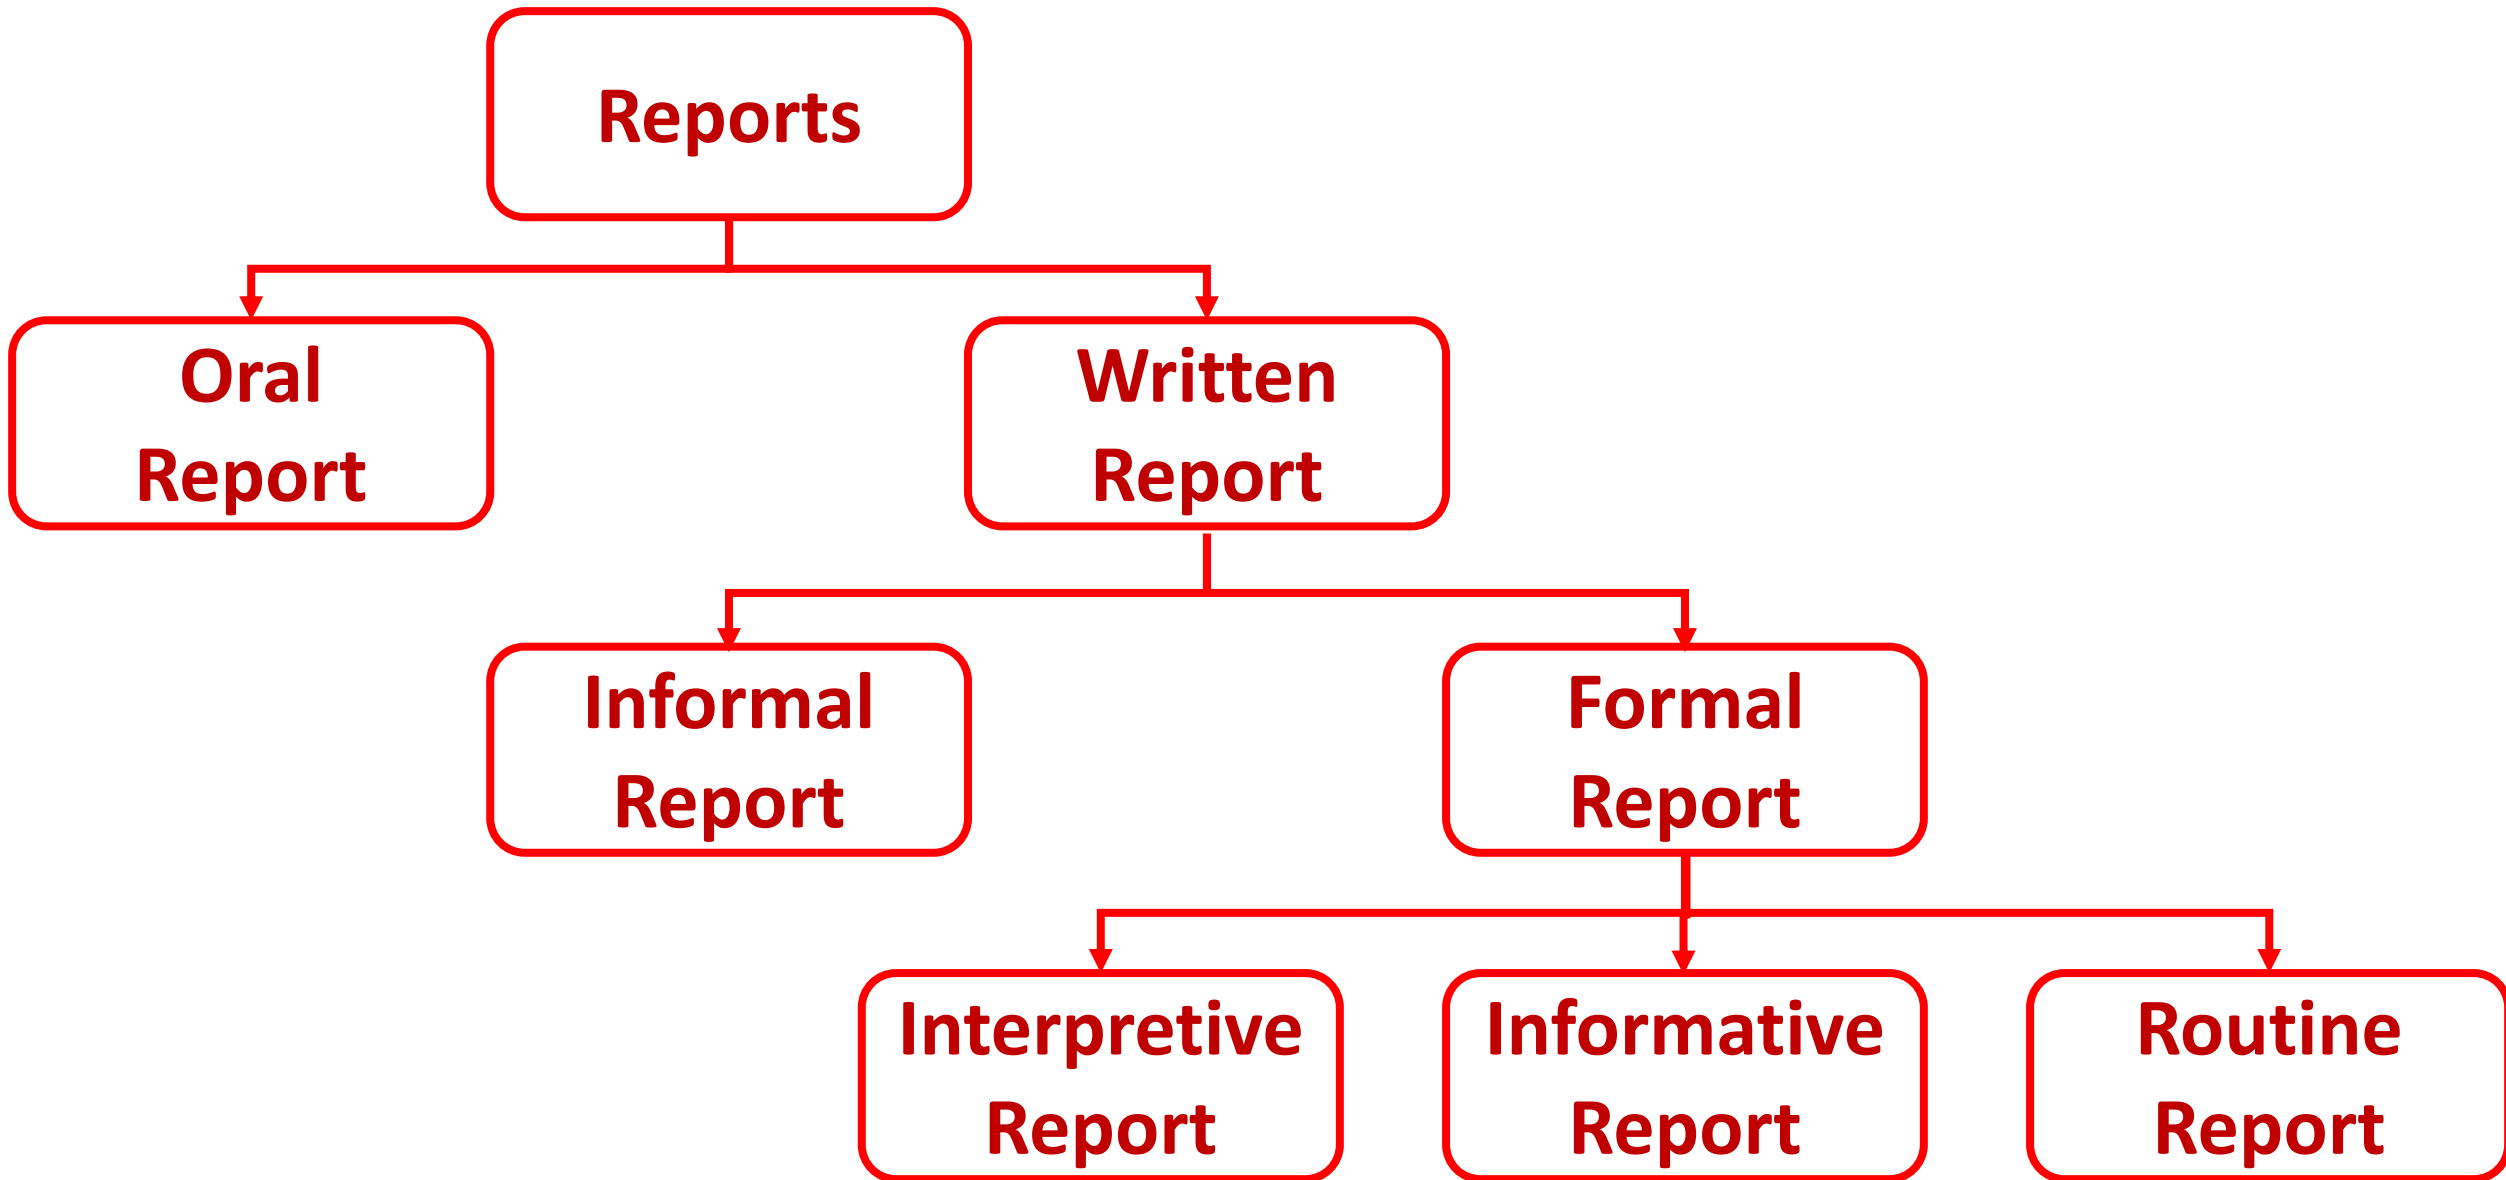 Reports
Oral
Report
Written
Report
Informal
Report
Formal
Report
Interpretive
Report
Informative
Report
Routine
Report